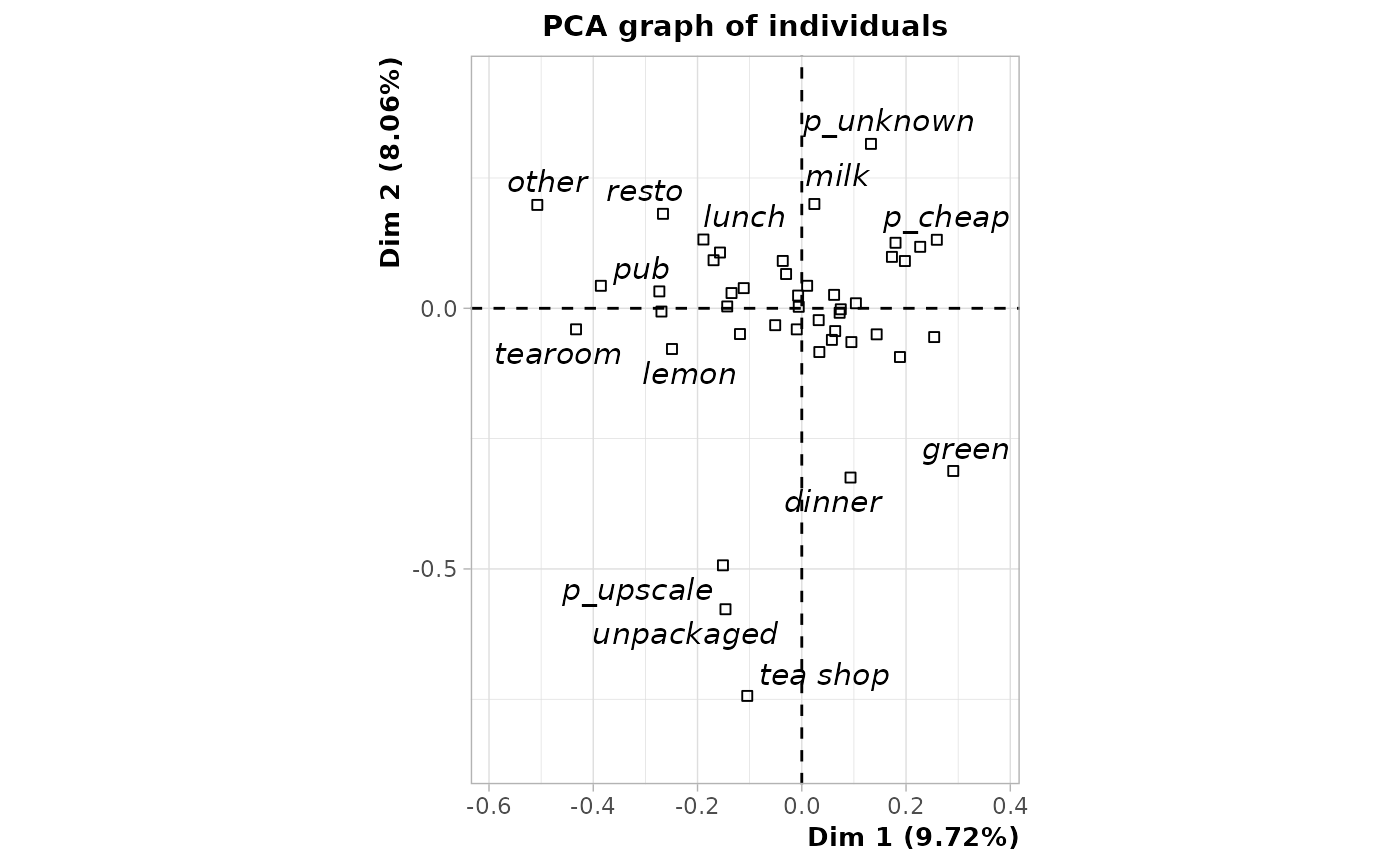 PCA graph of individuals
Dim 2 (8.06%)
p_unknown
milk
other
resto
lunch
p_cheap
pub
0.0
tearoom
lemon
green
dinner
-0.5
p_upscale
unpackaged
tea shop
-0.6
-0.4
-0.2
0.0
0.2
0.4
Dim 1 (9.72%)